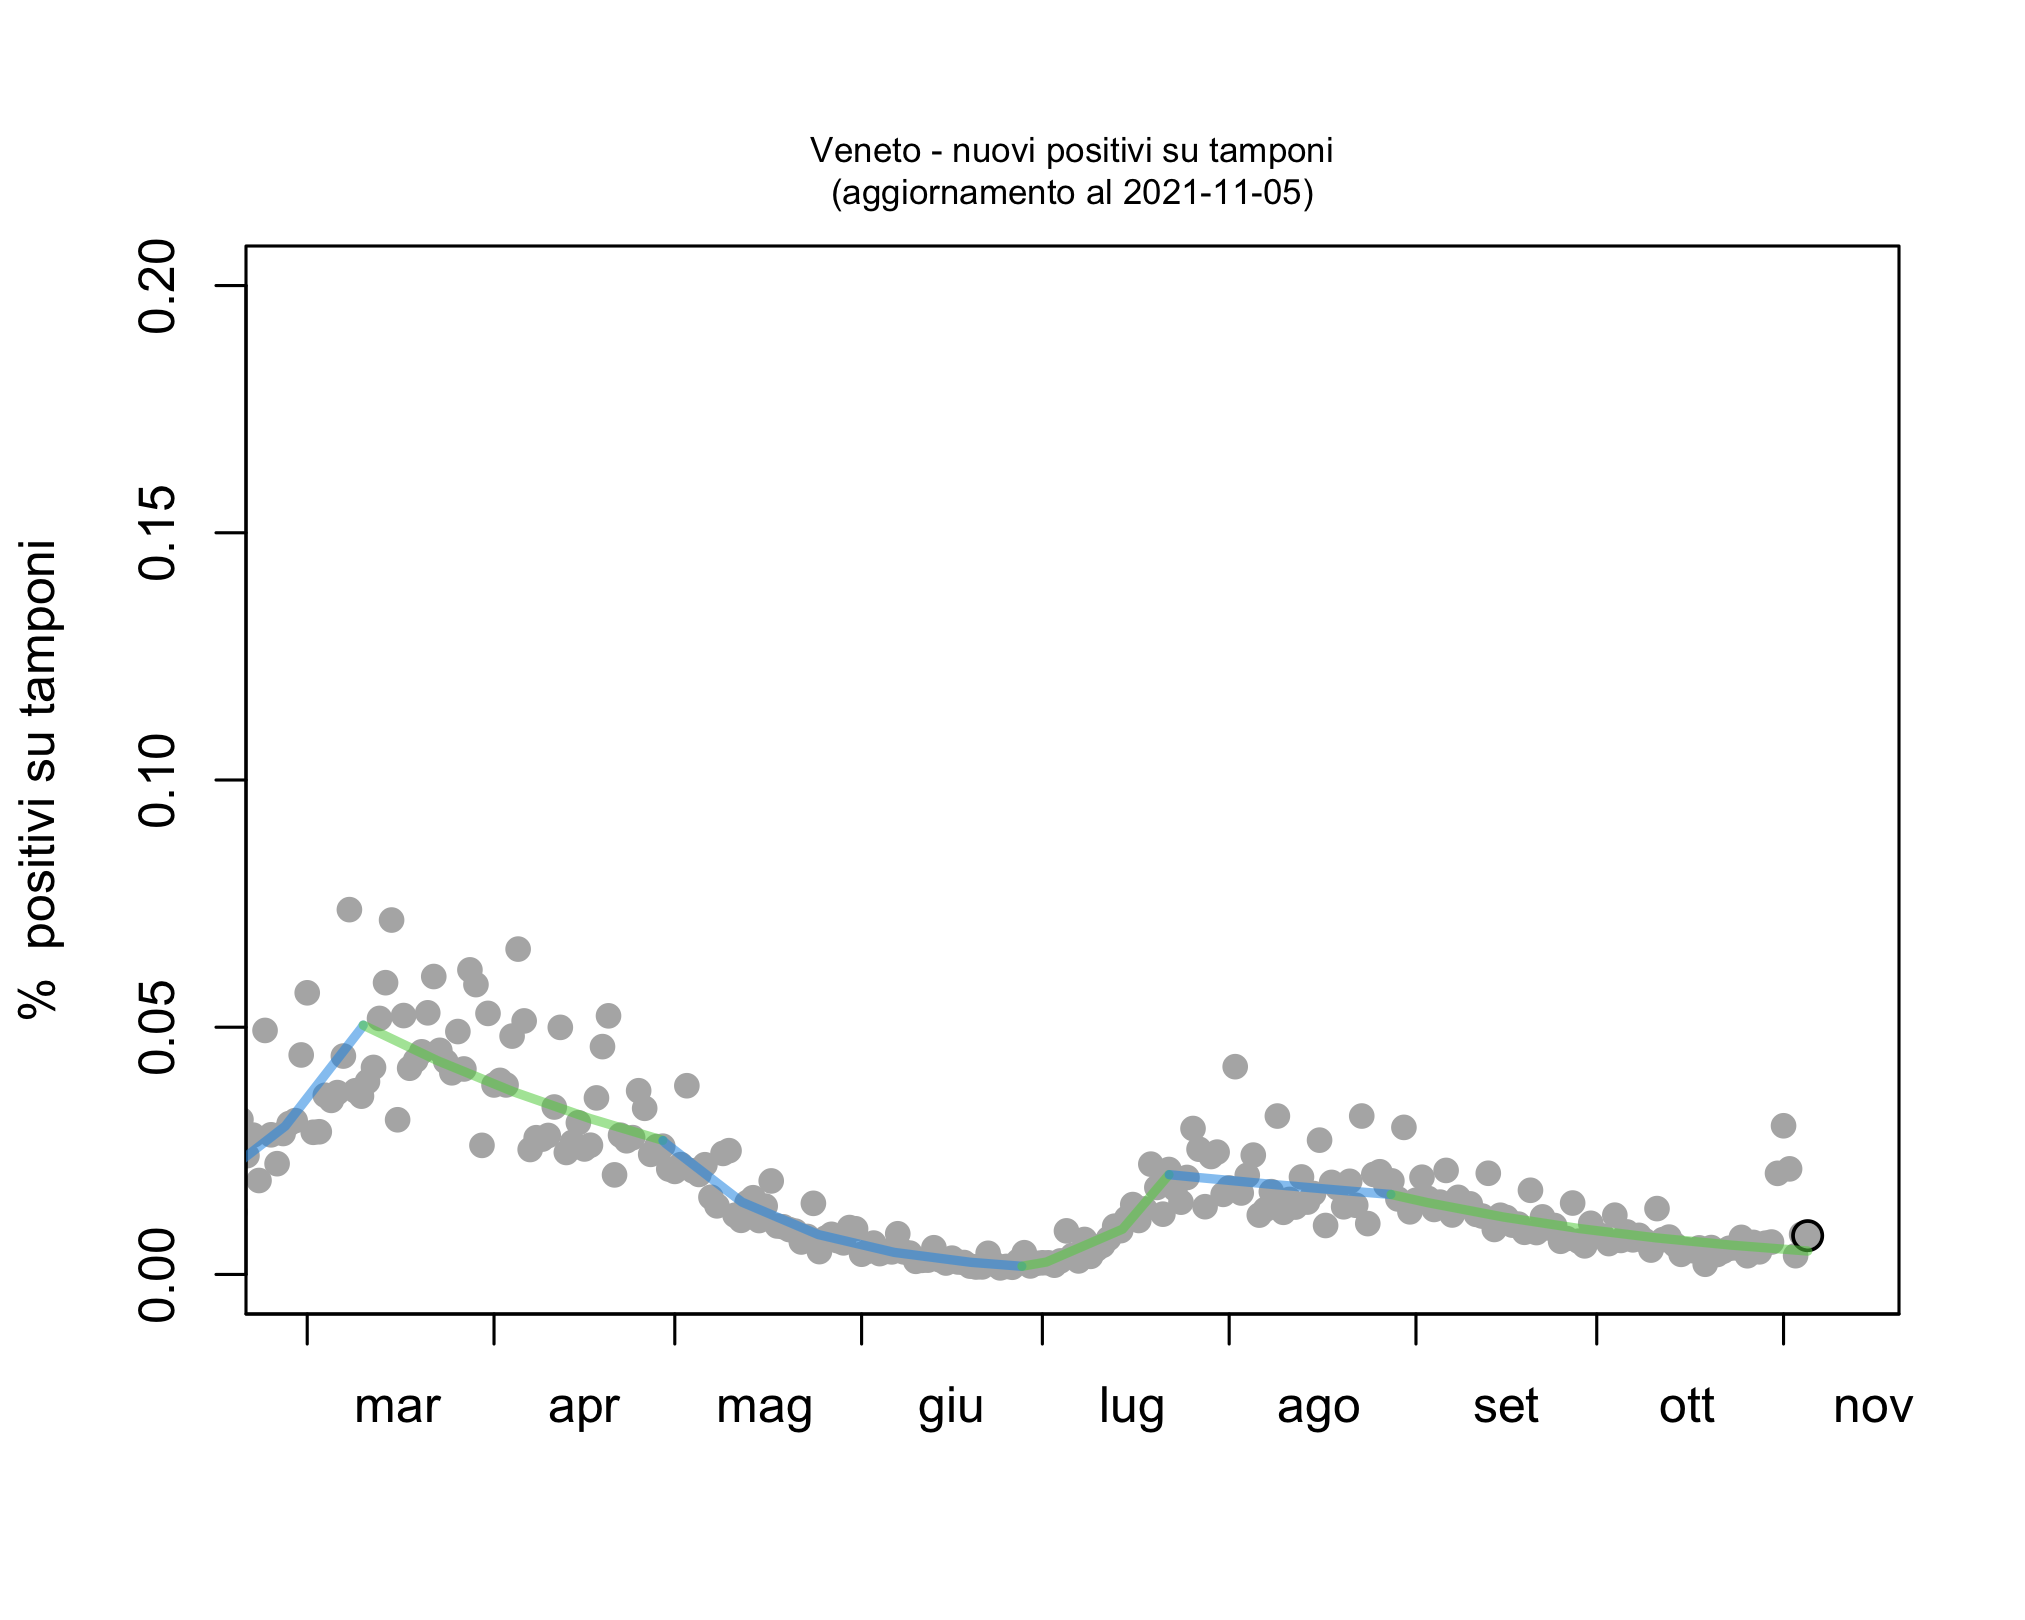 Veneto - nuovi positivi su tamponi
(aggiornamento al 2021-11-05)
% positivi su tamponi
0.20
0.15
0.10
0.05
0.00
mar apr mag giu lug ago set ott nov